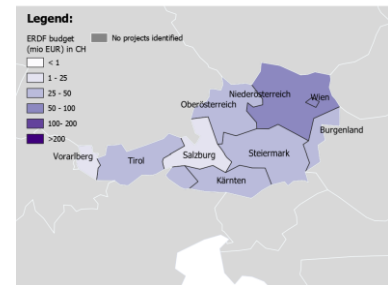 Legend:
ERDF budget
(mio EUR) in CH
No projects identified
< 1
1 - 25
25 - 50
50 - 100
100- 200
>200
Niederösterreich
Wien
Oberösterreich
Burgenland
Vorarlberg
Tirol
Salzburg
Steiermark
Kärnten